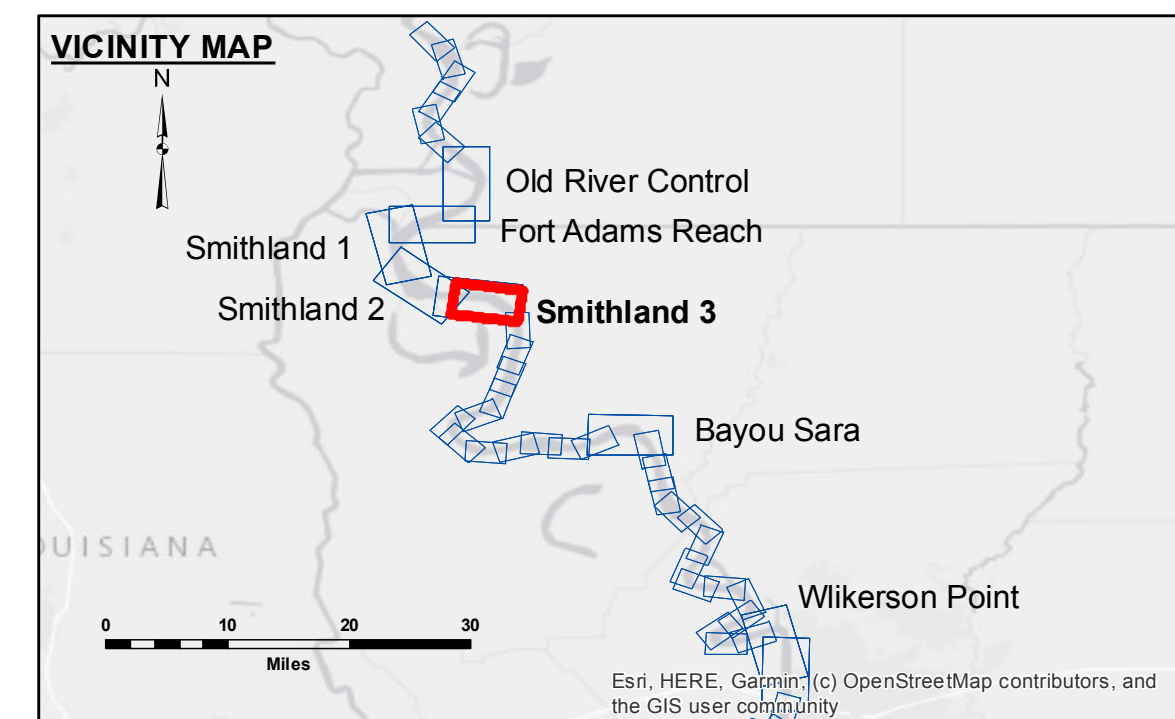 VICINITY MAP
N
Old River Control
Fort Adams Reach
Smithland 1
Smithland 2
Smithland 3
Bayou Sara
OUISIANA
Wlikerson Point
0 10 20 30
Miles
Esri, HERE, Garmin, (c) OpenStreetMap contributors, and
the GIS user community